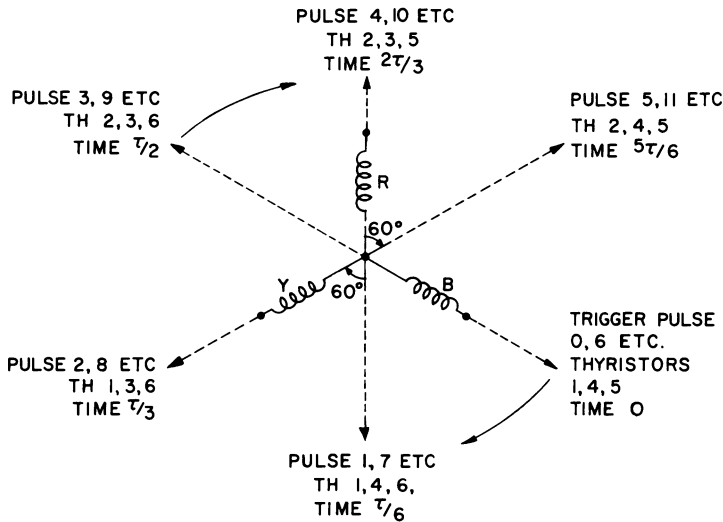 PULSE 4,10 ETC
TH 2,3,5
TIME 2τ/3
PULSE 3, 9 ETC
TH 2,3,6
TIME τ/2
PULSE 5,11 ETC
TH 2,4,5
TIME 5τ/6
R
60°
Y
60°
B
TRIGGER PULSE
0,6 ETC.
THYRISTORS
1,4,5
TIME 0
PULSE 2,8 ETC
TH 1,3,6
TIME τ/3
PULSE 1,7 ETC
TH 1,4,6,
TIME τ/6